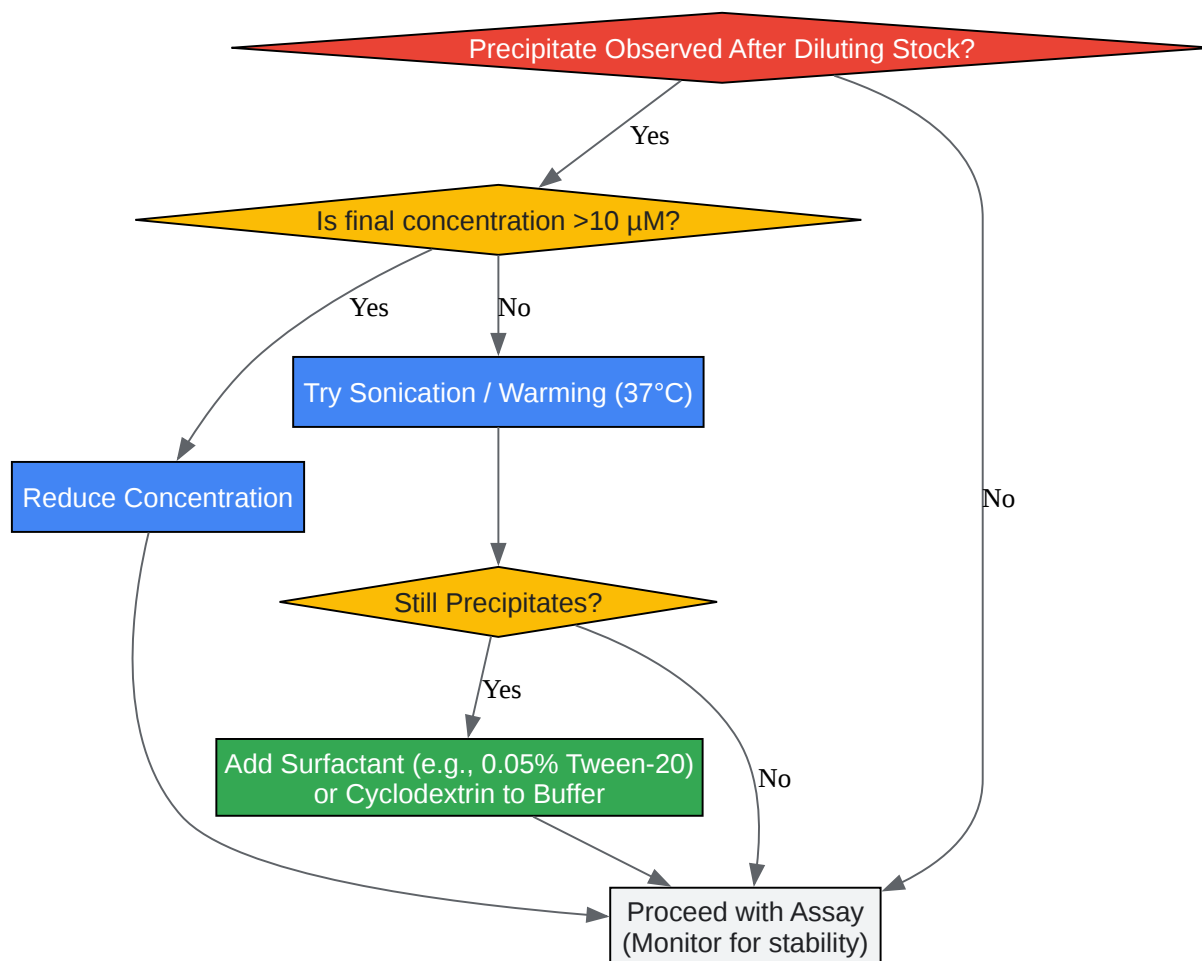 Precipitate Observed After Diluting Stock?
Yes
Is final concentration >10 µM?
Yes
No
Try Sonication / Warming (37°C)
Reduce Concentration
No
Still Precipitates?
Yes
Add Surfactant (e.g., 0.05% Tween-20)
or Cyclodextrin to Buffer
No
Proceed with Assay
(Monitor for stability)